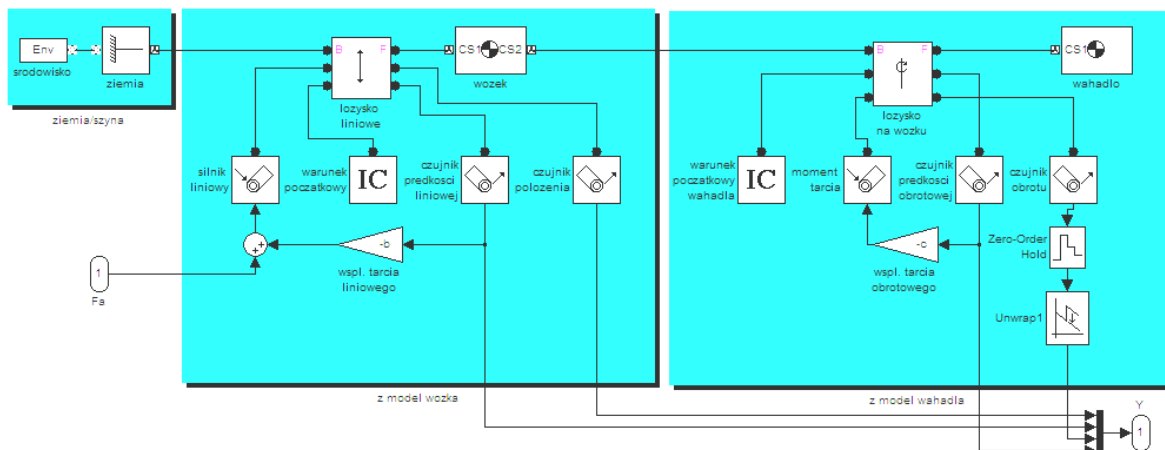 Env
srodowisko
ziemia
ziemia/szyna
B
F
lozysko
liniowe
CS1
CS2
wozek
silnik
liniowy
warunek
poczatkowy
IC
czujnik
predkosci
liniowej
czujnik
polozenia
++
-b
wspl. tarcia
liniowego
1
Fa
z model wozka
B
F
lozysko
na wozku
CS1
wahadlo
warunek
poczatkowy
wahadla
IC
moment
tarcia
czujnik
predkosci
obrotowej
czujnik
obrotu
-c
wspl. tarcia
obrotowego
Zero-Order
Hold
Unwrap1
z model wahadla
Y
1